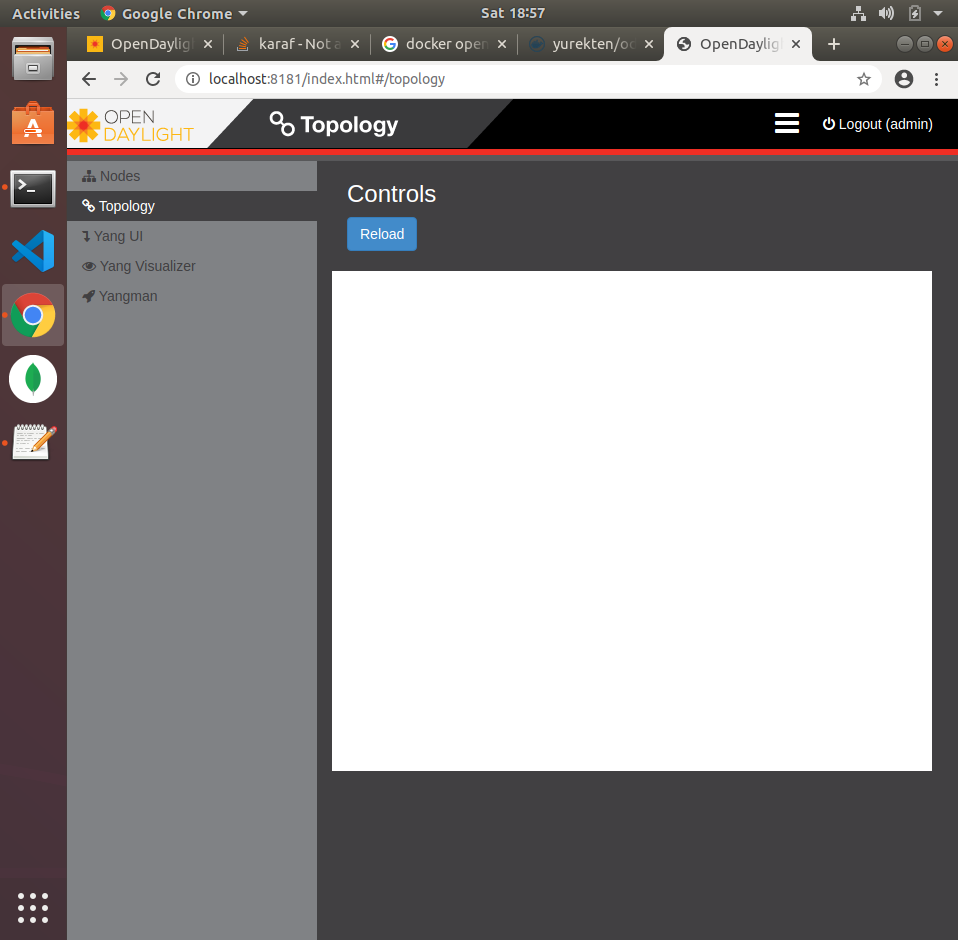 Activities Google Chrome Sat 18:57
OpenDaylig karaf - Not a docker open yurekten/o OpenDaylig
localhost:8181/index.html#/topology
OPEN DAYLIGHT Topology Logout (admin)
Nodes
Topology
Yang UI
Yang Visualizer
Yangman
Controls
Reload